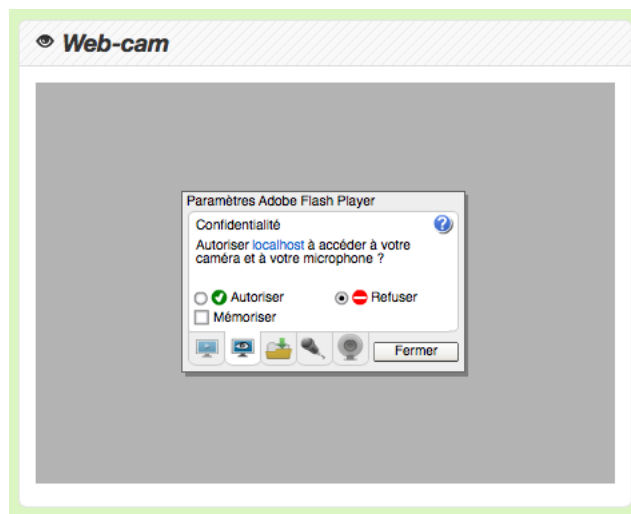 Web-cam
Paramètres Adobe Flash Player
Confidentialité
?
Autoriser localhost à accéder à votre
caméra et à votre microphone ?
Autoriser
Refuser
Mémoriser
Fermer